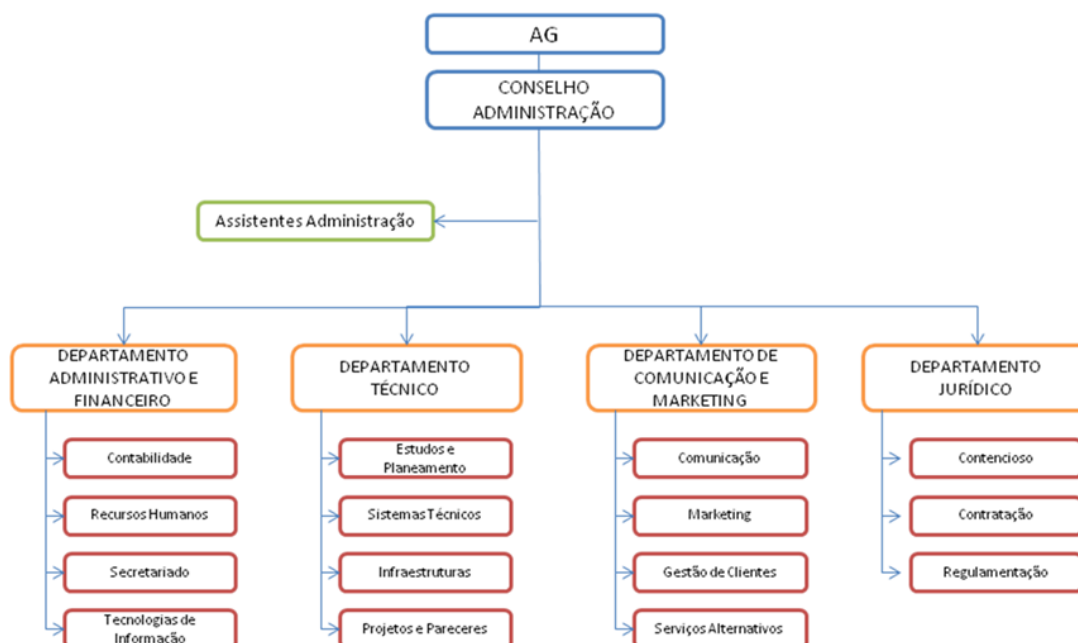 AG
CONSELHO
ADMINISTRAÇÃO
Assistentes Administração
DEPARTAMENTO
ADMINISTRATIVO E
FINANCEIRO
Contabilidade
Recursos Humanos
Secretariado
Tecnologias de
Informação
DEPARTAMENTO
TÉCNICO
Estudos e
Planeamento
Sistemas Técnicos
Infraestruturas
Projetos e Pareceres
DEPARTAMENTO DE
COMUNICAÇÃO E
MARKETING
Comunicação
Marketing
Gestão de Clientes
Serviços Alternativos
DEPARTAMENTO
JURÍDICO
Contencioso
Contratação
Regulamentação